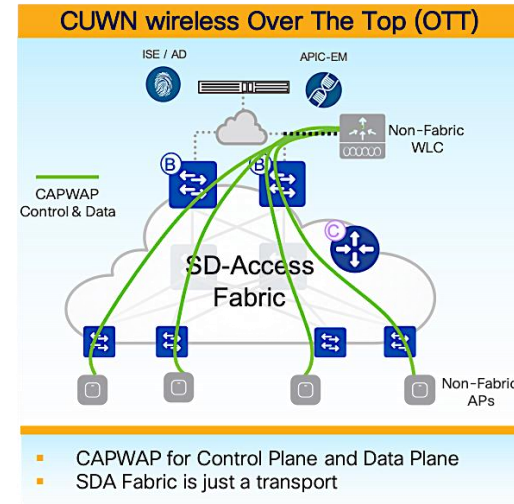 CUWN wireless Over The Top (OTT)
ISE / AD
APIC-EM
Non-Fabric
WLC
B
B
CAPWAP
Control & Data
C
SD-Access
Fabric
Non-Fabric
APs
▪ CAPWAP for Control Plane and Data Plane
▪ SDA Fabric is just a transport